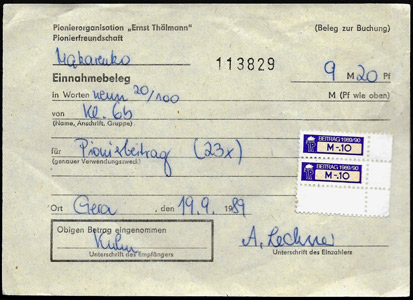 Pionierorganisation „Ernst Thälmann"
(Beleg zur Buchung)
Pionierfreundschaft
Makarenko
113829
9 M 20 Pf
Einnahmebeleg
in Worten neun 20/100 M (Pf wie oben)
von Kl. 6b
(Name, Anschrift, Gruppe)
für Pionierbeitrag (23x)
(genauer Verwendungszweck)
BEITRAG 1989/90
M -.10
BEITRAG 1989/90
M -.10
Ort Gera, den 19.9. 1989
Obigen Betrag eingenommen
Kuhn
A. Lechner
Unterschrift des Empfängers
Unterschrift des Einzahlers